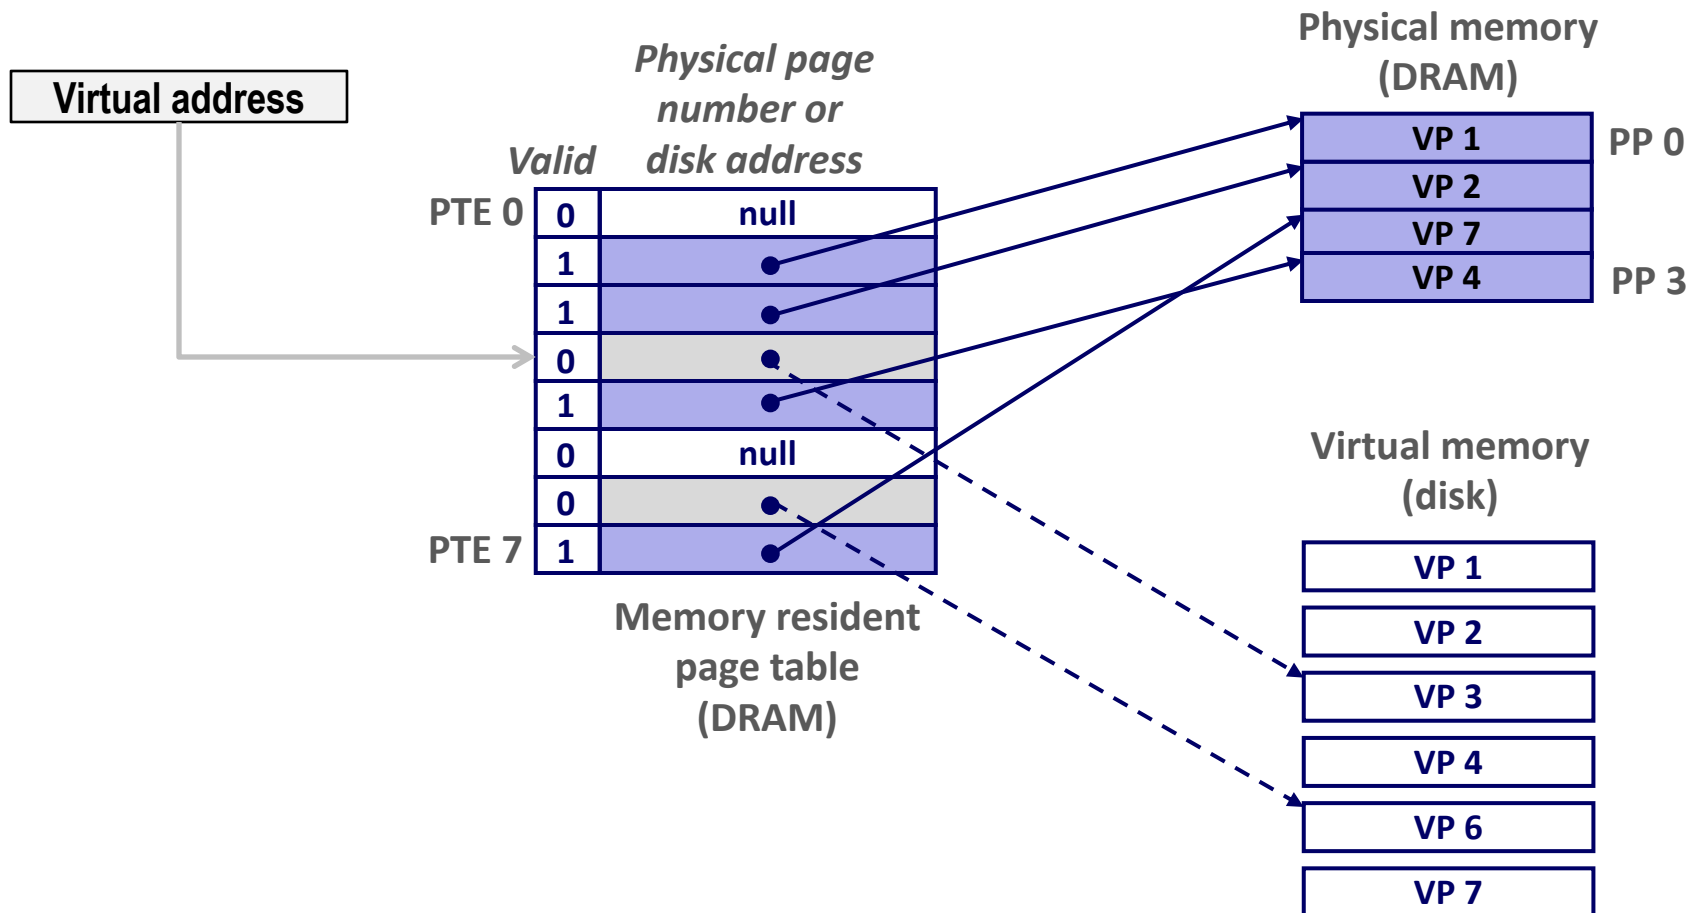 Virtual address
Physical page
number or
disk address
Valid
PTE 0
0
null
1
1
0
1
0
null
0
PTE 7
1
Memory resident
page table
(DRAM)
Physical memory
(DRAM)
VP 1
PP 0
VP 2
VP 7
VP 4
PP 3
Virtual memory
(disk)
VP 1
VP 2
VP 3
VP 4
VP 6
VP 7